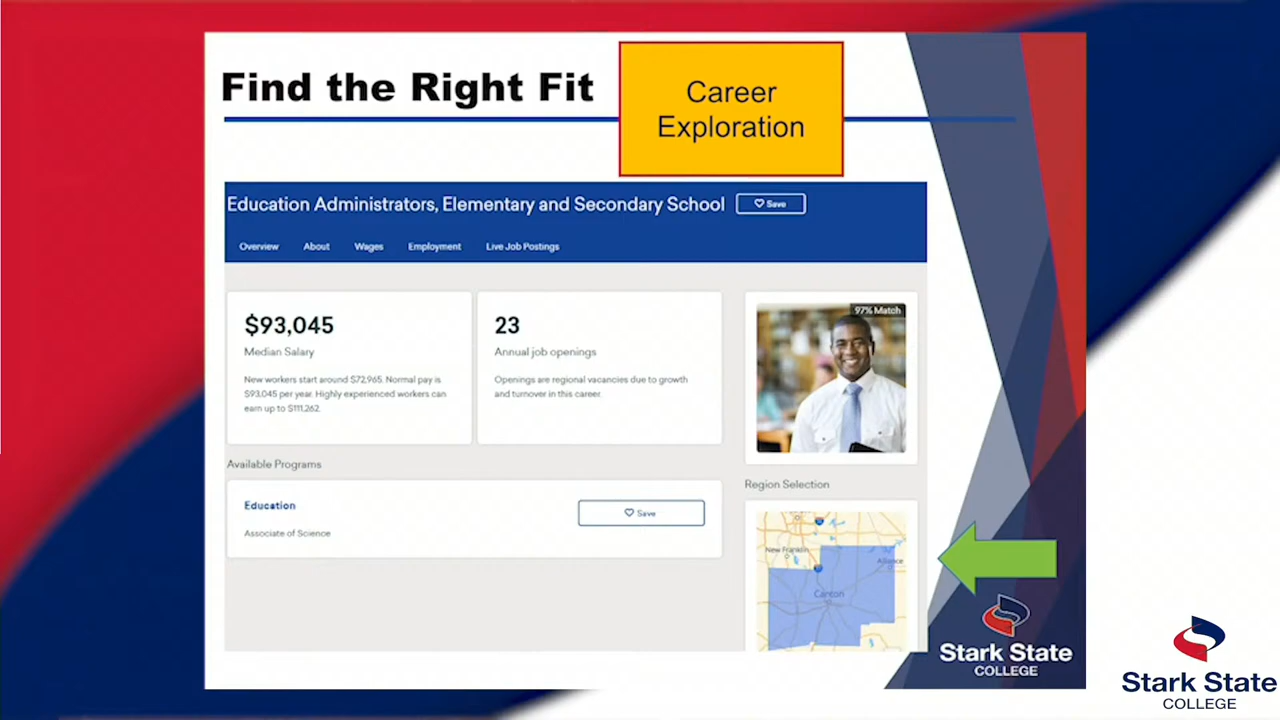 Find the Right Fit
Career
Exploration
Education Administrators, Elementary and Secondary School
Save
Overview
About
Wages
Employment
Live Job Postings
$93,045
Median Salary
New workers start around $72,965. Normal pay is
$93,045 per year. Highly experienced workers can
earn up to $111,262.
23
Annual job openings
Openings are regional vacancies due to growth
and turnover in this career.
97% Match
Available Programs
Education
Associate of Science
Save
Region Selection
New Franklin
Alliance
Canton
Stark State
COLLEGE
Stark State
COLLEGE